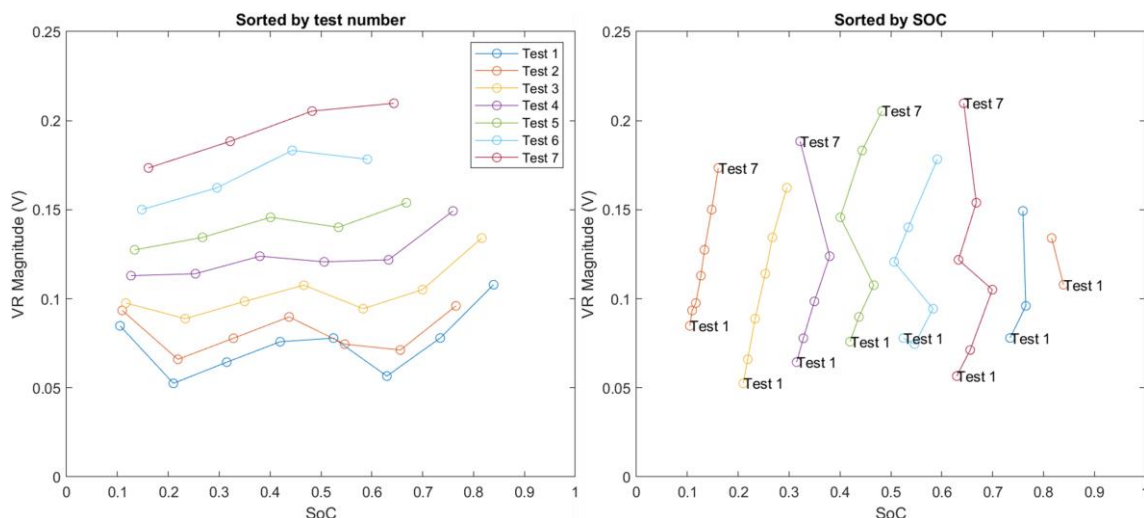 Sorted by test number
0.25
0.2
0.15
0.1
0.05
0
VR Magnitude (V)
0 0.1 0.2 0.3 0.4 0.5 0.6 0.7 0.8 0.9 1
SoC
Test 1
Test 2
Test 3
Test 4
Test 5
Test 6
Test 7
Sorted by SOC
0.25
0.2
0.15
0.1
0.05
0
VR Magnitude (V)
0 0.1 0.2 0.3 0.4 0.5 0.6 0.7 0.8 0.9 1
SoC
Test 7
Test 7
Test 7
Test 7
Test 1
Test 1
Test 1
Test 1
Test 1
Test 1
Test 1
Test 1